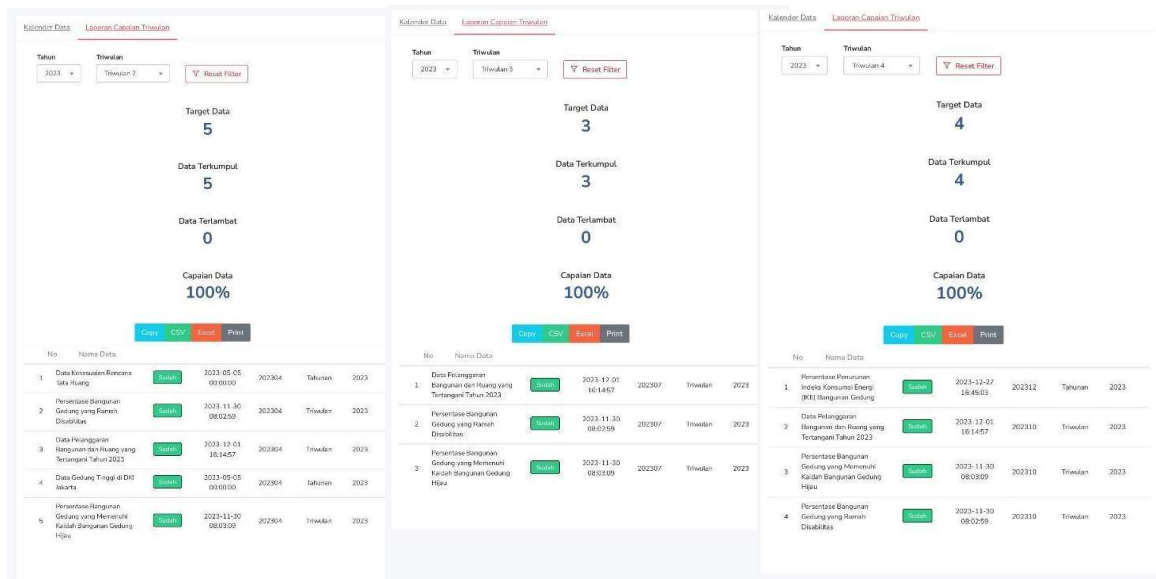 Kalender Data Laporan Capaian Triwulan
Tahun Triwulan
2023 Triwulan 2 Reset Filter
Target Data
5
Data Terkumpul
5
Data Terlambat
0
Capaian Data
100%
Copy CSV Excel Print
No Nama Data
1 Data Kesesuaian Rencana Tata Ruang Sudah 2023-05-05 00:00:00 202304 Tahunan 2023
2 Persentase Bangunan Gedung yang Ramah Disabilitas Sudah 2023-11-30 08:02:59 202304 Triwulan 2023
3 Data Pelanggaran Bangunan dan Ruang yang Tertangani Tahun 2023 Sudah 2023-12-01 16:14:57 202304 Triwulan 2023
4 Data Gedung Tinggi di DKI Jakarta Sudah 2023-05-05 00:00:00 202304 Tahunan 2023
5 Persentase Bangunan Gedung yang Memenuhi Kaidah Bangunan Gedung Hijau Sudah 2023-11-30 08:03:09 202304 Triwulan 2023
Kalender Data Laporan Capaian Triwulan
Tahun Triwulan
2023 Triwulan 3 Reset Filter
Target Data
3
Data Terkumpul
3
Data Terlambat
0
Capaian Data
100%
Copy CSV Excel Print
No Nama Data
1 Data Pelanggaran Bangunan dan Ruang yang Tertangani Tahun 2023 Sudah 2023-12-01 16:14:57 202307 Triwulan 2023
2 Persentase Bangunan Gedung yang Ramah Disabilitas Sudah 2023-11-30 08:02:59 202307 Triwulan 2023
3 Persentase Bangunan Gedung yang Memenuhi Kaidah Bangunan Gedung Hijau Sudah 2023-11-30 08:03:09 202307 Triwulan 2023
Kalender Data Laporan Capaian Triwulan
Tahun Triwulan
2023 Triwulan 4 Reset Filter
Target Data
4
Data Terkumpul
4
Data Terlambat
0
Capaian Data
100%
Copy CSV Excel Print
No Nama Data
1 Persentase Penurunan Indeks Konsumsi Energi (IKE) Bangunan Gedung Sudah 2023-12-27 16:45:03 202312 Tahunan 2023
2 Data Pelanggaran Bangunan dan Ruang yang Tertangani Tahun 2023 Sudah 2023-12-01 16:14:57 202310 Triwulan 2023
3 Persentase Bangunan Gedung yang Memenuhi Kaidah Bangunan Gedung Hijau Sudah 2023-11-30 08:03:09 202310 Triwulan 2023
4 Persentase Bangunan Gedung yang Ramah Disabilitas Sudah 2023-11-30 08:02:59 202310 Triwulan 2023